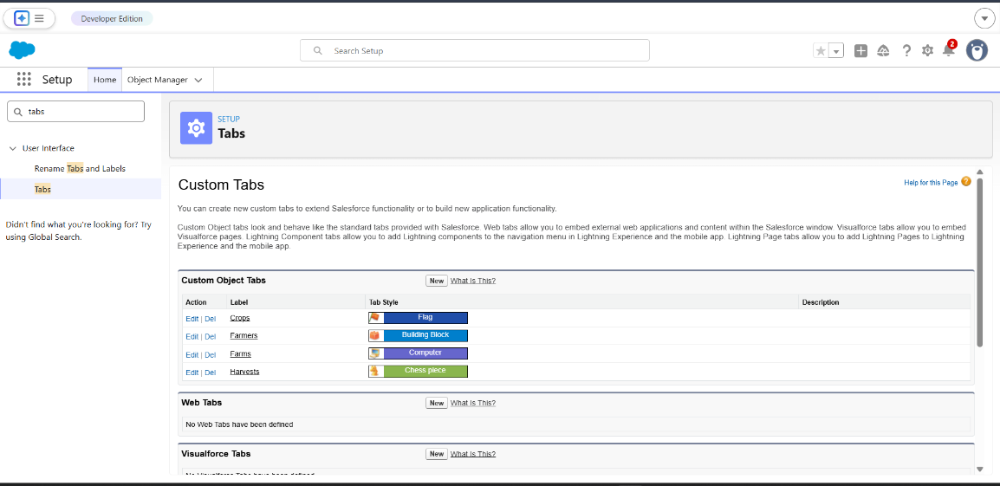 Developer Edition
Search Setup
2
Setup
Home
Object Manager
tabs
User Interface
Rename Tabs and Labels
Tabs
Didn't find what you're looking for? Try
using Global Search.
SETUP
Tabs
Custom Tabs
Help for this Page
You can create new custom tabs to extend Salesforce functionality or to build new application functionality.
Custom Object tabs look and behave like the standard tabs provided with Salesforce. Web tabs allow you to embed external web applications and content within the Salesforce window. Visualforce tabs allow you to embed
Visualforce pages. Lightning Component tabs allow you to add Lightning components to the navigation menu in Lightning Experience and the mobile app. Lightning Page tabs allow you to add Lightning Pages to Lightning
Experience and the mobile app.
Custom Object Tabs New What Is This?
Action Label Tab Style Description
Edit | Del Crops Flag
Edit | Del Farmers Building Block
Edit | Del Farms Computer
Edit | Del Harvests Chess piece
Web Tabs New What Is This?
No Web Tabs have been defined
Visualforce Tabs New What Is This?
No Visualforce Tabs have been defined